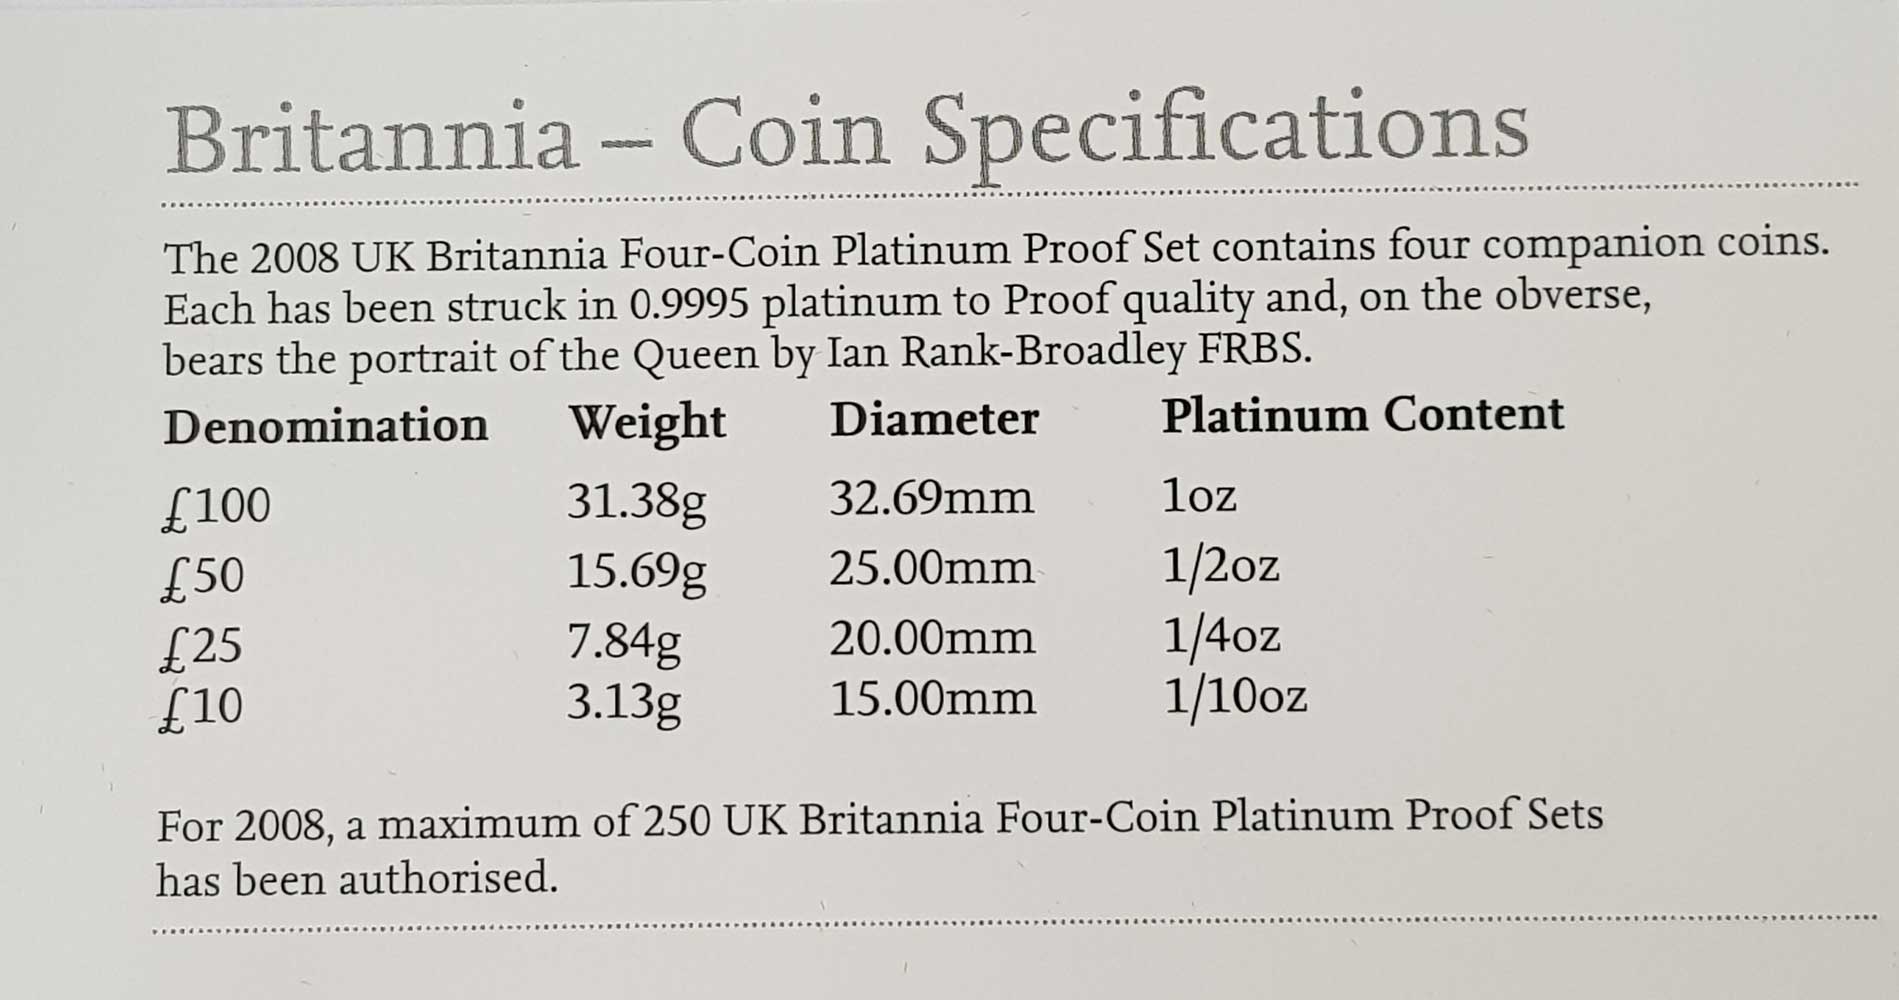 Britannia – Coin Specifications
The 2008 UK Britannia Four-Coin Platinum Proof Set contains four companion coins.
Each has been struck in 0.9995 platinum to Proof quality and, on the obverse,
bears the portrait of the Queen by Ian Rank-Broadley FRBS.
Denomination Weight Diameter Platinum Content
£100 31.38g 32.69mm 1oz
£50 15.69g 25.00mm 1/2oz
£25 7.84g 20.00mm 1/4oz
£10 3.13g 15.00mm 1/10oz
For 2008, a maximum of 250 UK Britannia Four-Coin Platinum Proof Sets
has been authorised.